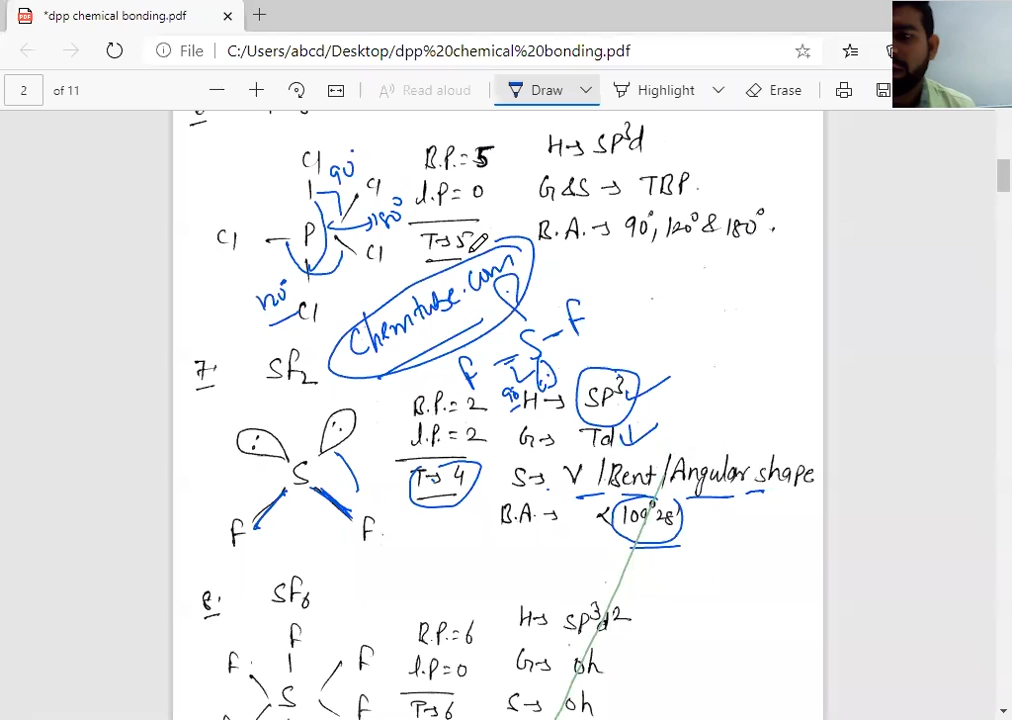 *dpp chemical bonding.pdf
File C:/Users/abcd/Desktop/dpp%20chemical%20bonding.pdf
2 of 11 Read aloud Draw Highlight Erase
Cl 90° B.P.= 5 H→ SP³d
Cl l.P= 0 G&S → TBP.
Cl P 180° T→ 5 B.A.→ 90°, 120° & 180°.
Cl
120° Cl Chemtube.com
S-F
7. SF₂ F
B.P.= 2 90° H→ SP³
l.P.= 2 G→ Td
S T→ 4 S→ V /Bent/Angular shape
F F. B.A→ < 109°28'
8. SF₆
F B.P.= 6 H→ SP³d²
F F l.P= 0 G→ Oh
S F T→ 6 S→ Oh